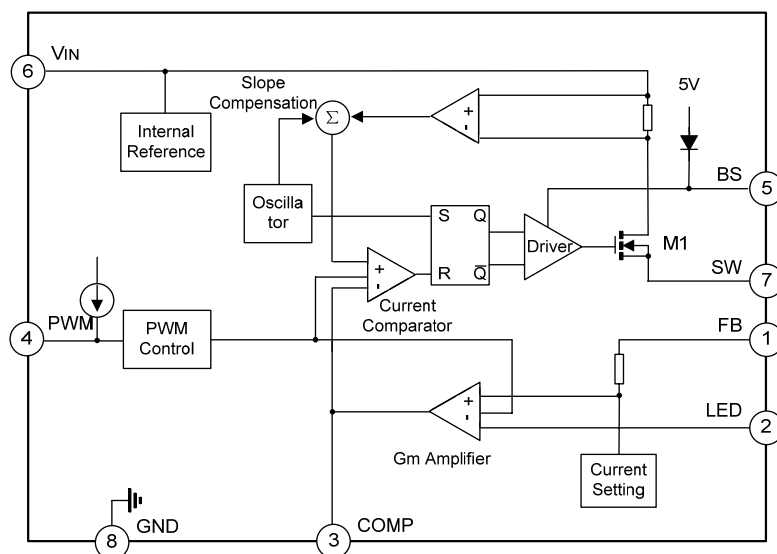 VIN
6
Slope
Compensation
Σ
+
-
5V
Internal
Reference
BS
5
Oscilla
tor
S
Q
R
Q̅
Driver
M1
SW
7
+
-
Current
Comparator
PWM
4
PWM
Control
FB
1
+
-
LED
2
Gm Amplifier
Current
Setting
GND
8
COMP
3